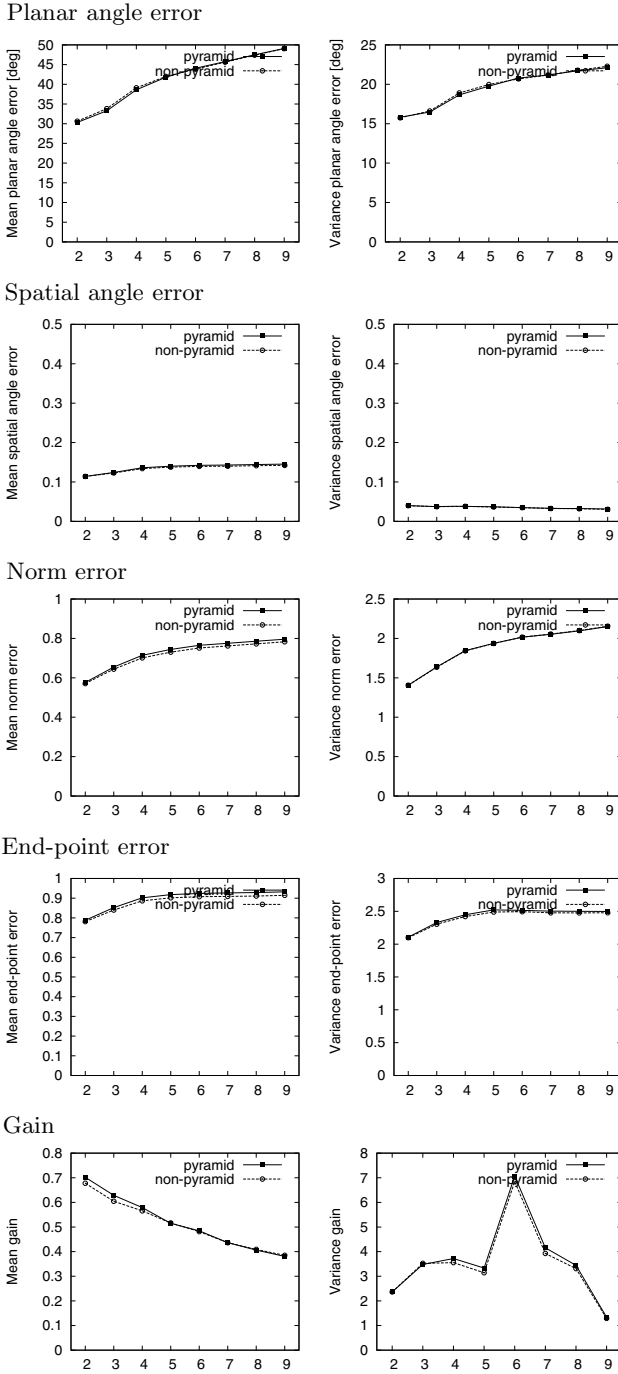 Planar angle error
Mean planar angle error [deg]
50
45
40
35
30
25
20
15
10
5
0
2 3 4 5 6 7 8 9
pyramid
non-pyramid
Variance planar angle error [deg]
25
20
15
10
5
0
2 3 4 5 6 7 8 9
pyramid
non-pyramid
Spatial angle error
Mean spatial angle error
0.5
0.4
0.3
0.2
0.1
0
2 3 4 5 6 7 8 9
pyramid
non-pyramid
Variance spatial angle error
0.5
0.4
0.3
0.2
0.1
0
2 3 4 5 6 7 8 9
pyramid
non-pyramid
Norm error
Mean norm error
1
0.8
0.6
0.4
0.2
0
2 3 4 5 6 7 8 9
pyramid
non-pyramid
Variance norm error
2.5
2
1.5
1
0.5
0
2 3 4 5 6 7 8 9
pyramid
non-pyramid
End-point error
Mean end-point error
1
0.9
0.8
0.7
0.6
0.5
0.4
0.3
0.2
0.1
0
2 3 4 5 6 7 8 9
pyramid
non-pyramid
Variance end-point error
3
2.5
2
1.5
1
0.5
0
2 3 4 5 6 7 8 9
pyramid
non-pyramid
Gain
Mean gain
0.8
0.7
0.6
0.5
0.4
0.3
0.2
0.1
0
2 3 4 5 6 7 8 9
pyramid
non-pyramid
Variance gain
8
7
6
5
4
3
2
1
0
2 3 4 5 6 7 8 9
pyramid
non-pyramid